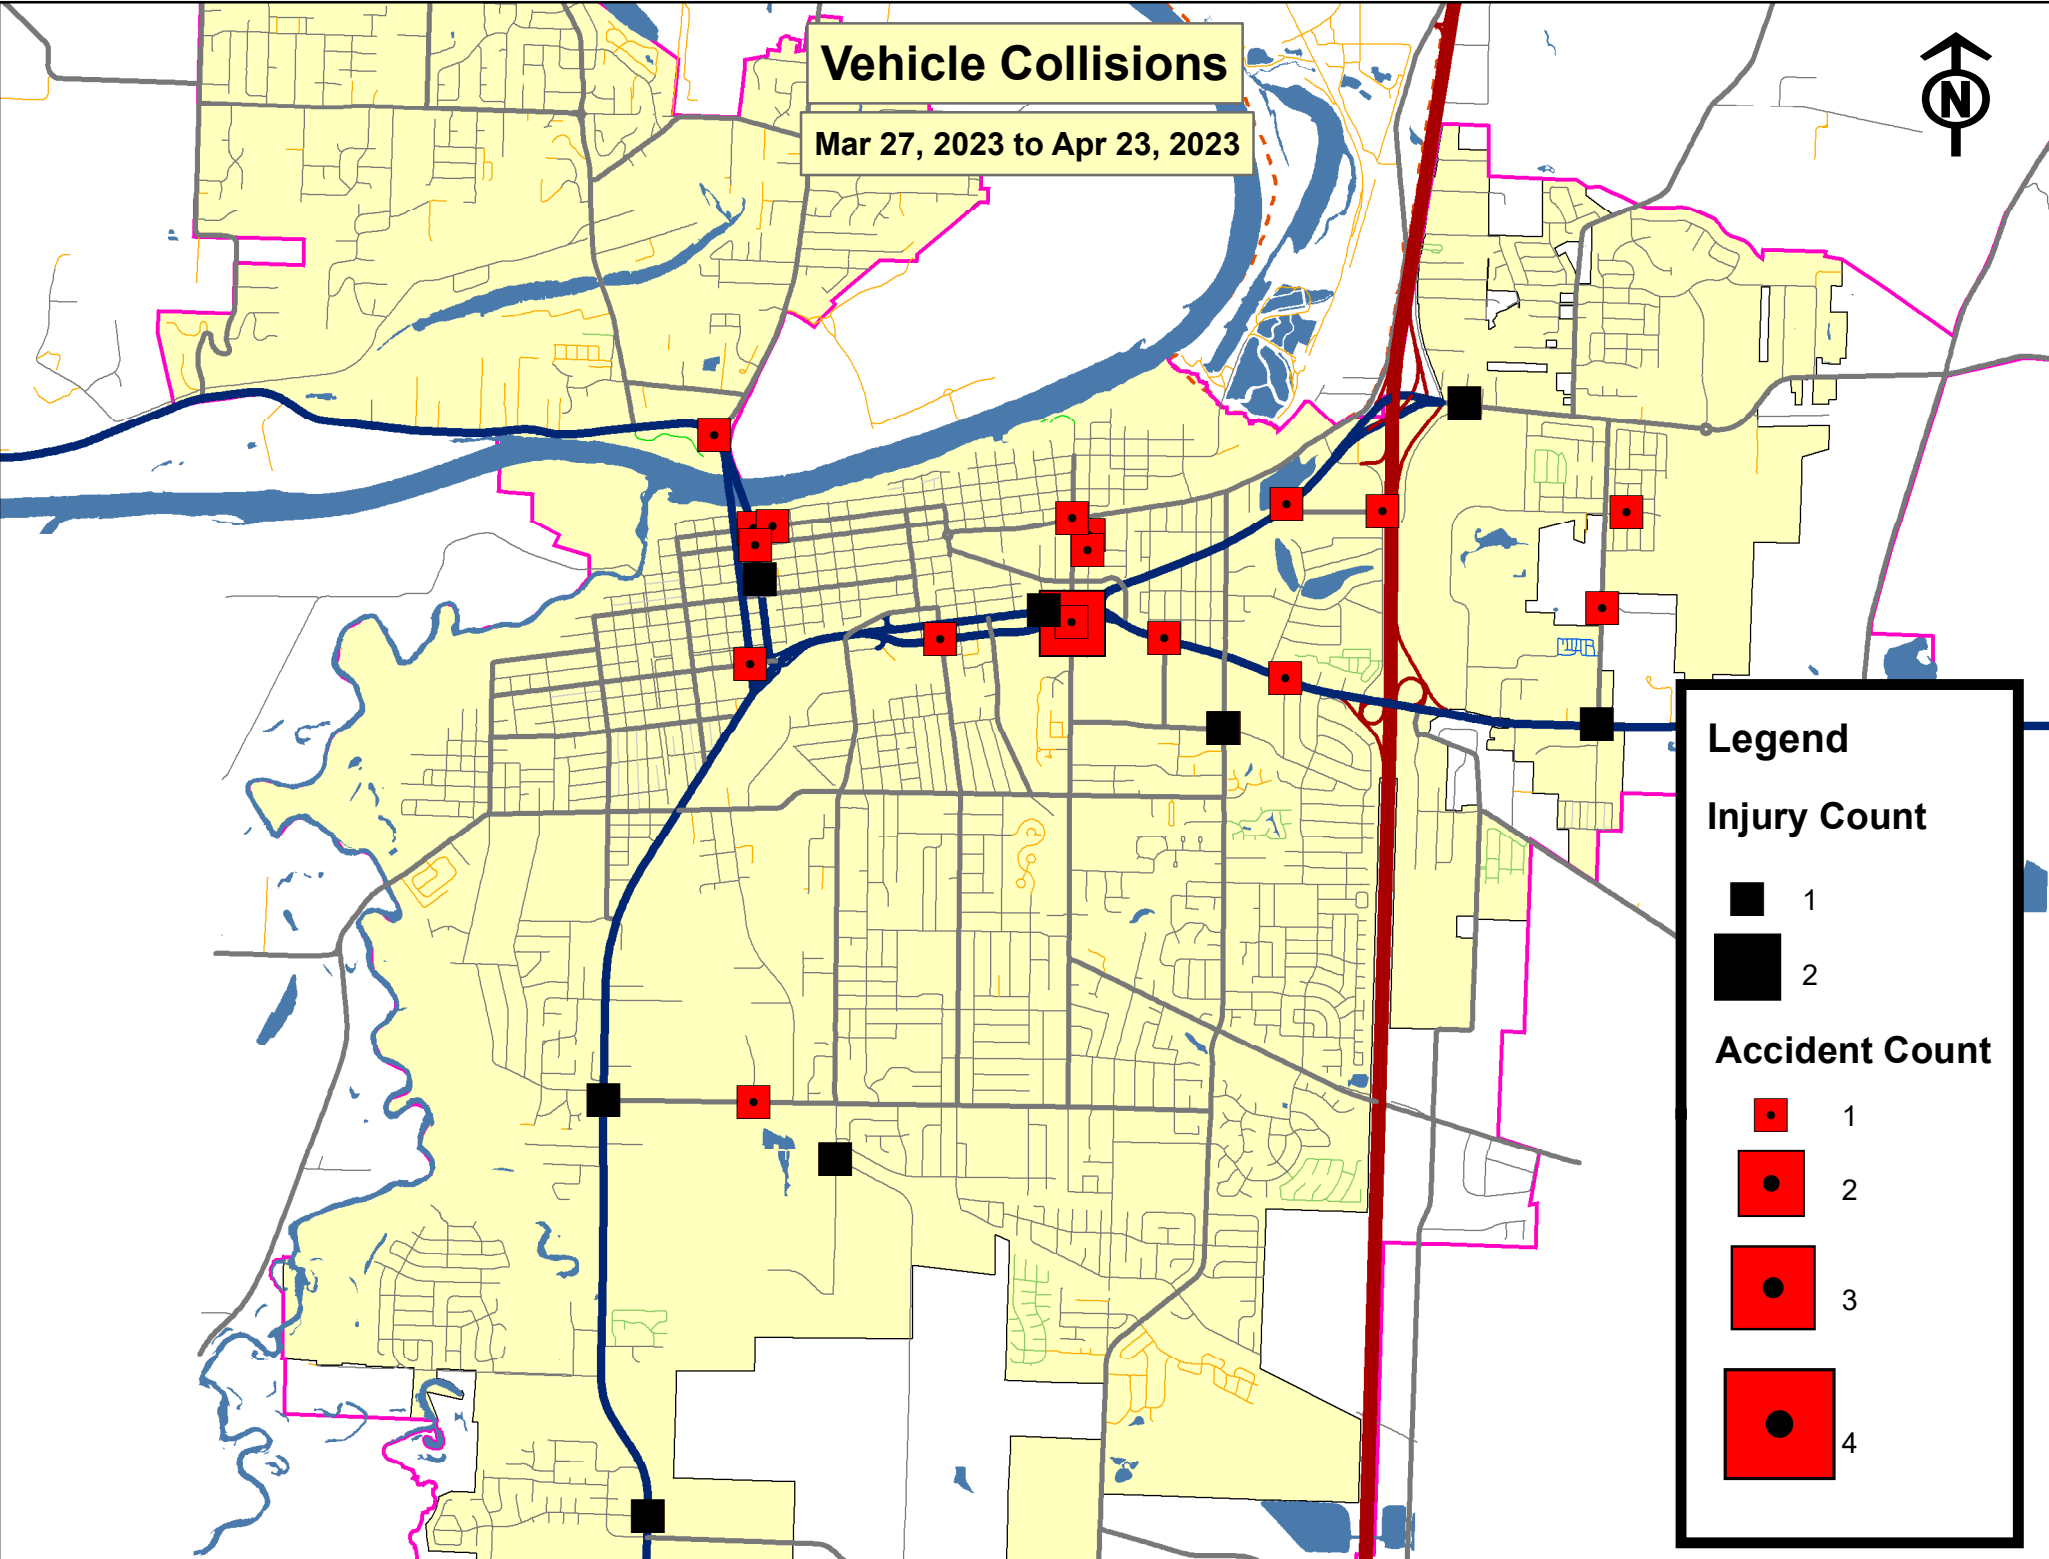 Vehicle Collisions
Mar 27, 2023 to Apr 23, 2023
N
Legend
Injury Count
1
2
Accident Count
1
2
3
4